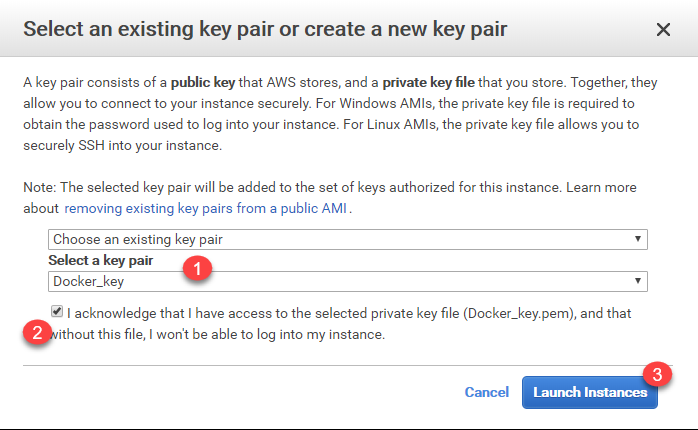 Select an existing key pair or create a new key pair
A key pair consists of a public key that AWS stores, and a private key file that you store. Together, they
allow you to connect to your instance securely. For Windows AMIs, the private key file is required to
obtain the password used to log into your instance. For Linux AMIs, the private key file allows you to
securely SSH into your instance.
Note: The selected key pair will be added to the set of keys authorized for this instance. Learn more
about removing existing key pairs from a public AMI.
Choose an existing key pair
Select a key pair
1
Docker_key
I acknowledge that I have access to the selected private key file (Docker_key.pem), and that
2
without this file, I won't be able to log into my instance.
3
Cancel Launch Instances